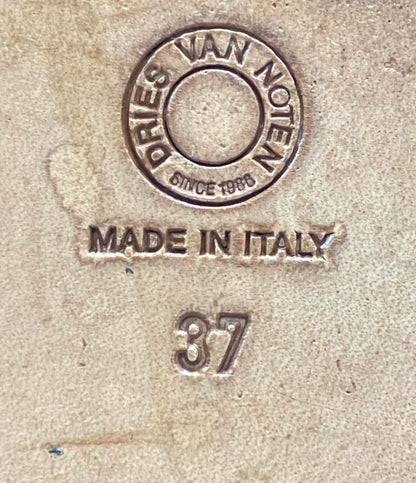 DRIES VAN NOTEN
SINCE 1986
MADE IN ITALY
37